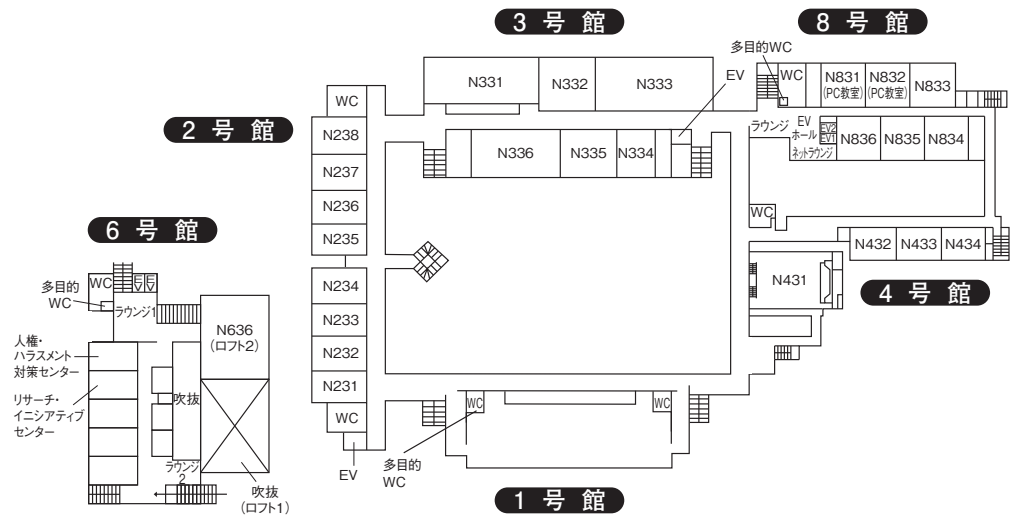 3 号 館
8 号 館
多目的WC
EV
WC
N831
(PC教室)
N832
(PC教室)
N833
N331
N332
N333
2 号 館
WC
N238
N237
N236
N235
N234
N233
N232
N231
WC
EV
N336
N335
N334
ラウンジ
EV
ホール
EV2
EV1
ネットラウンジ
N836
N835
N834
WC
N432
N433
N434
N431
4 号 館
6 号 館
WC
EV
EV
多目的
WC
ラウンジ1
N636
(ロフト2)
人権・
ハラスメント
対策センター
リサーチ・
イニシアティブ
センター
吹抜
ラウンジ
2
吹抜
(ロフト1)
WC
WC
多目的
WC
1 号 館